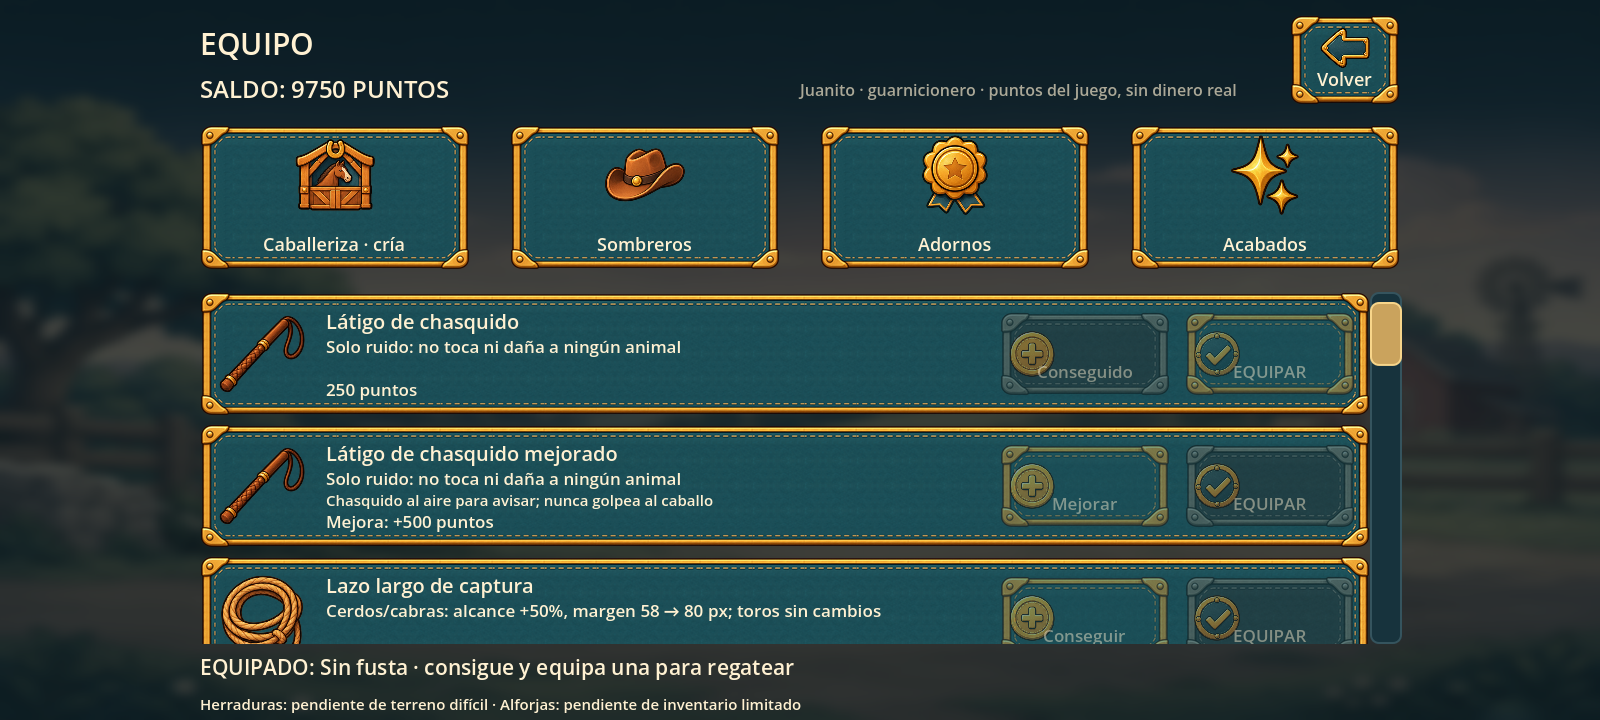 EQUIPO
SALDO: 9750 PUNTOS
Juanito · guarnicionero · puntos del juego, sin dinero real
Volver
Caballeriza · cría
Sombreros
Adornos
Acabados
Látigo de chasquido
Solo ruido: no toca ni daña a ningún animal
250 puntos
Conseguido
EQUIPAR
Látigo de chasquido mejorado
Solo ruido: no toca ni daña a ningún animal
Chasquido al aire para avisar; nunca golpea al caballo
Mejora: +500 puntos
Mejorar
EQUIPAR
Lazo largo de captura
Cerdos/cabras: alcance +50%, margen 58 → 80 px; toros sin cambios
Conseguir
EQUIPAR
EQUIPADO: Sin fusta · consigue y equipa una para regatear
Herraduras: pendiente de terreno difícil · Alforjas: pendiente de inventario limitado